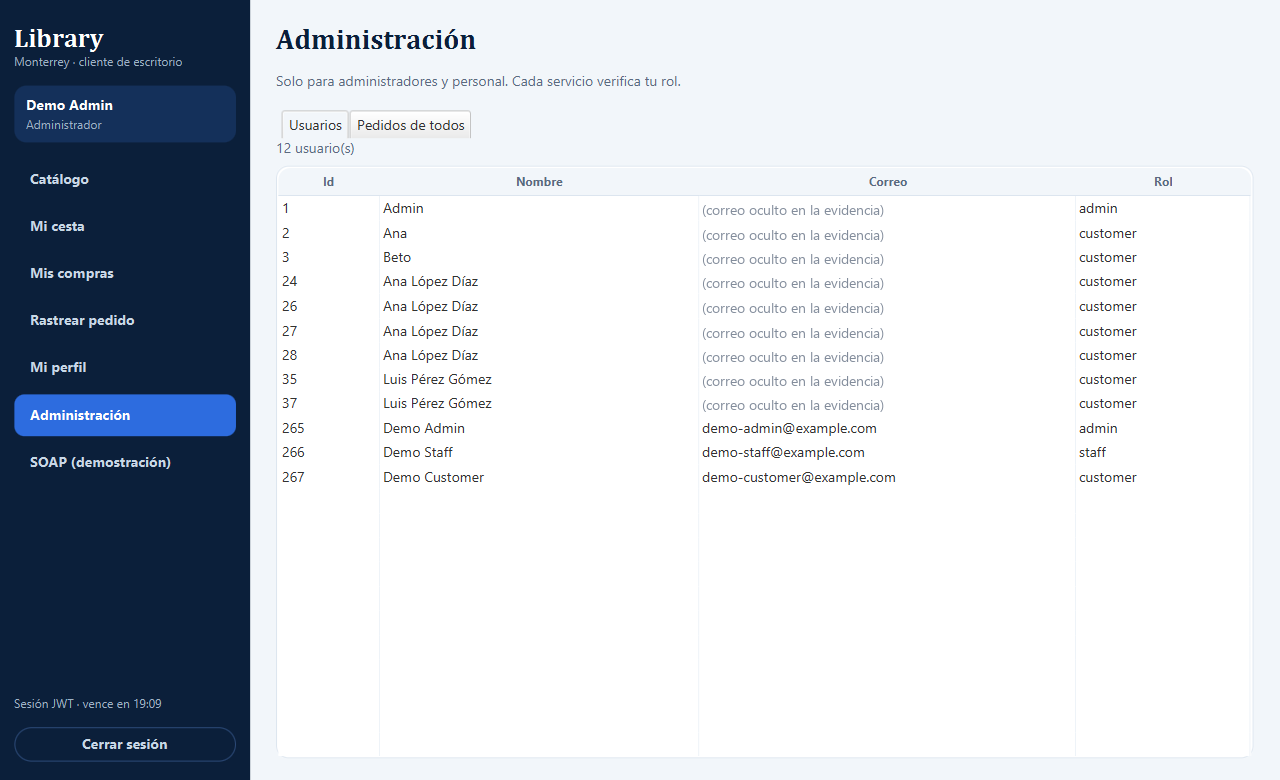 Library
Monterrey · cliente de escritorio
Demo Admin
Administrador
Catálogo
Mi cesta
Mis compras
Rastrear pedido
Mi perfil
Administración
SOAP (demostración)
Sesión JWT · vence en 19:09
Cerrar sesión
Administración
Solo para administradores y personal. Cada servicio verifica tu rol.
Usuarios Pedidos de todos
12 usuario(s)
Id Nombre Correo Rol
1 Admin (correo oculto en la evidencia) admin
2 Ana (correo oculto en la evidencia) customer
3 Beto (correo oculto en la evidencia) customer
24 Ana López Díaz (correo oculto en la evidencia) customer
26 Ana López Díaz (correo oculto en la evidencia) customer
27 Ana López Díaz (correo oculto en la evidencia) customer
28 Ana López Díaz (correo oculto en la evidencia) customer
35 Luis Pérez Gómez (correo oculto en la evidencia) customer
37 Luis Pérez Gómez (correo oculto en la evidencia) customer
265 Demo Admin demo-admin@example.com admin
266 Demo Staff demo-staff@example.com staff
267 Demo Customer demo-customer@example.com customer